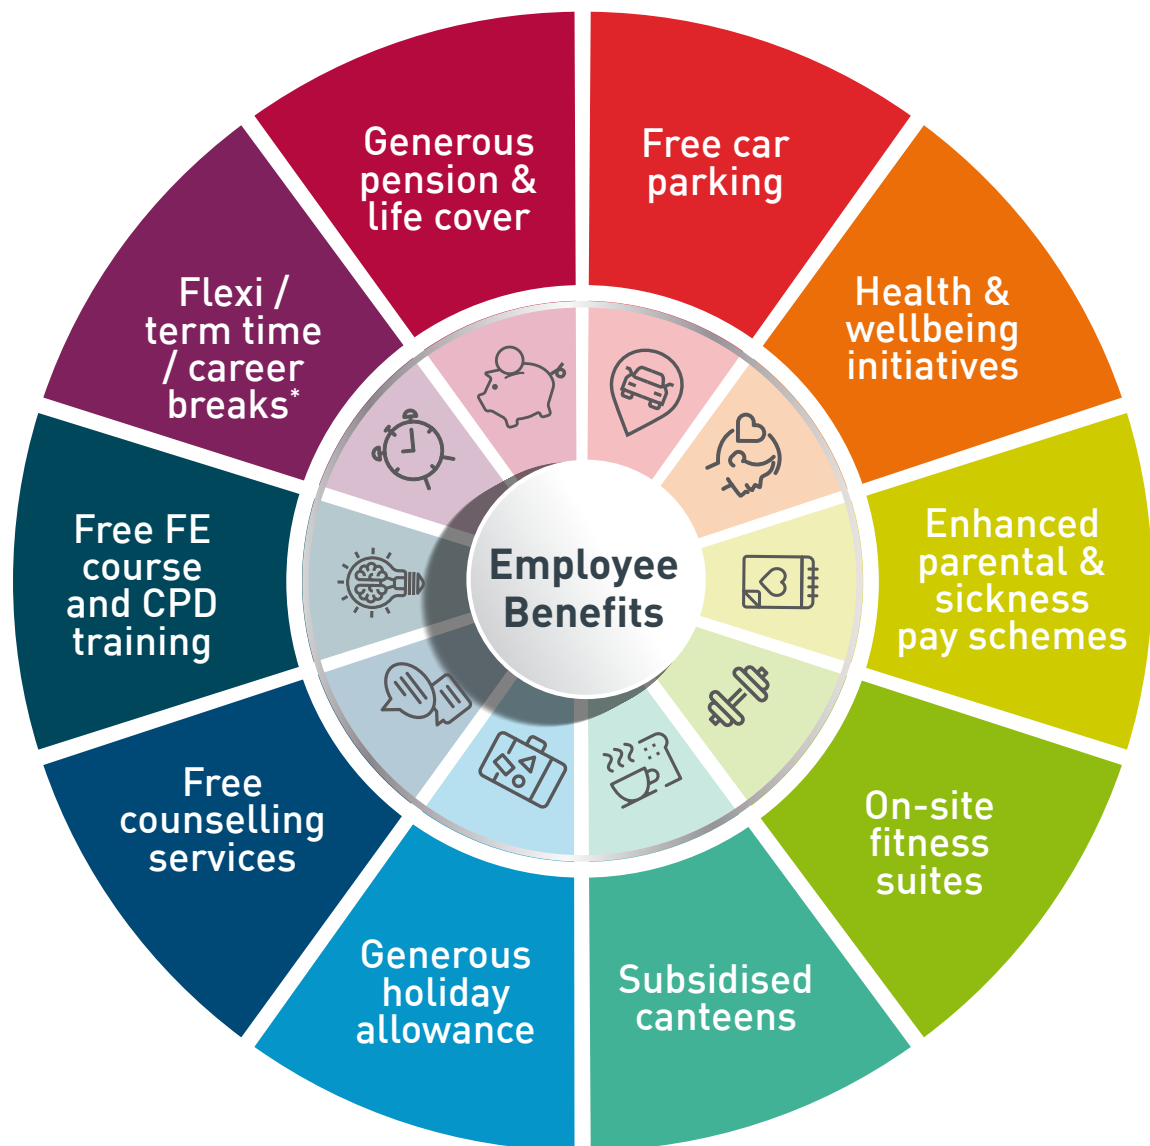 Employee
Benefits
Free car
parking
Health &
wellbeing
initiatives
Enhanced
parental &
sickness
pay schemes
On-site
fitness
suites
Subsidised
canteens
Generous
holiday
allowance
Free
counselling
services
Free FE
course
and CPD
training
Flexi /
term time
/ career
breaks*
Generous
pension &
life cover